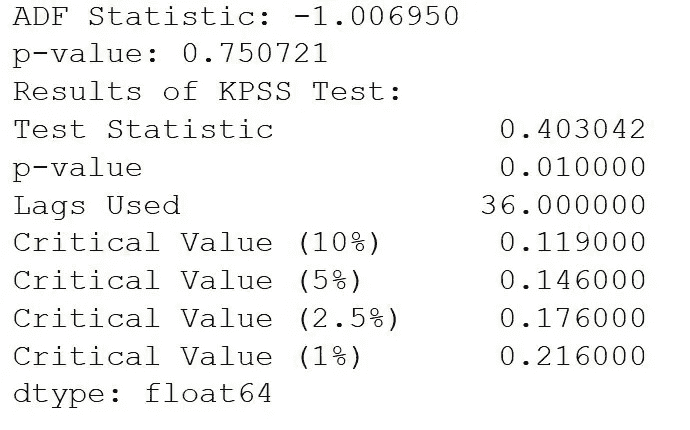 ADF Statistic: -1.006950
p-value: 0.750721
Results of KPSS Test:
Test Statistic 0.403042
p-value 0.010000
Lags Used 36.000000
Critical Value (10%) 0.119000
Critical Value (5%) 0.146000
Critical Value (2.5%) 0.176000
Critical Value (1%) 0.216000
dtype: float64